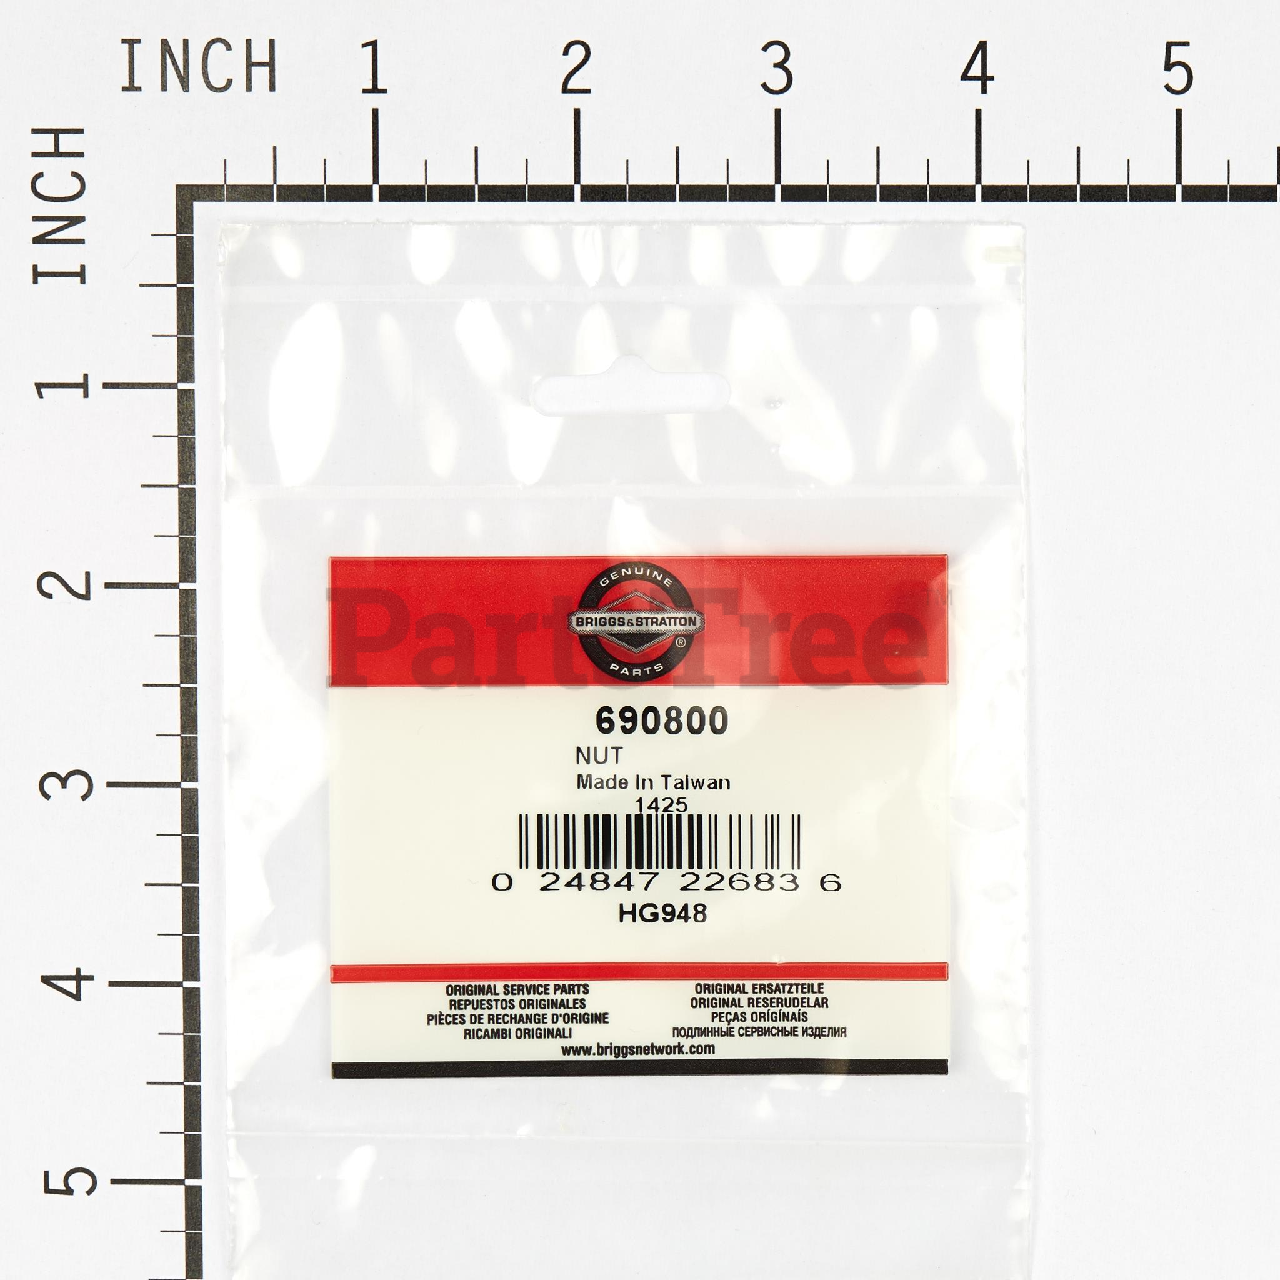 INCH 1 2 3 4 5
INCH 1 2 3 4 5
GENUINE
BRIGGS&STRATTON
®
PARTS
PartsTree
690800
NUT
Made In Taiwan
1425
0 24847 22683 6
HG948
ORIGINAL SERVICE PARTS
REPUESTOS ORIGINALES
PIÈCES DE RECHANGE D'ORIGINE
RICAMBI ORIGINALI
ORIGINAL ERSATZTEILE
ORIGINAL RESERUDELAR
PEÇAS ORÍGÍNAÍS
ПОДЛИННЫЕ СЕРВИСНЫЕ ИЗДЕЛИЯ
www.briggsnetwork.com